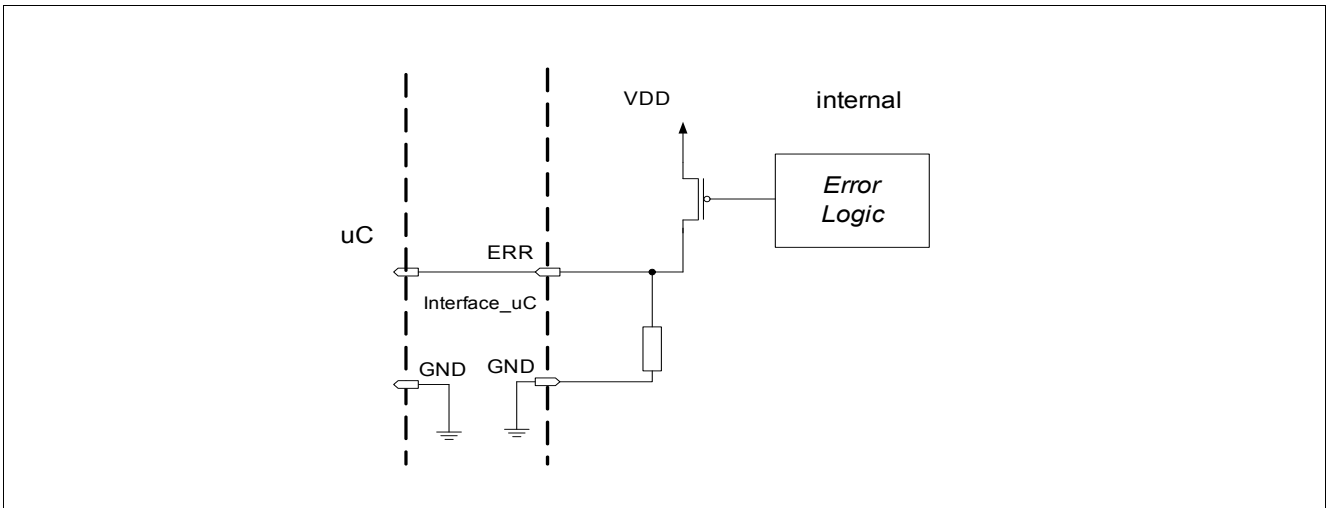 VDD
internal
Error
Logic
uC
ERR
Interface_uC
GND
GND